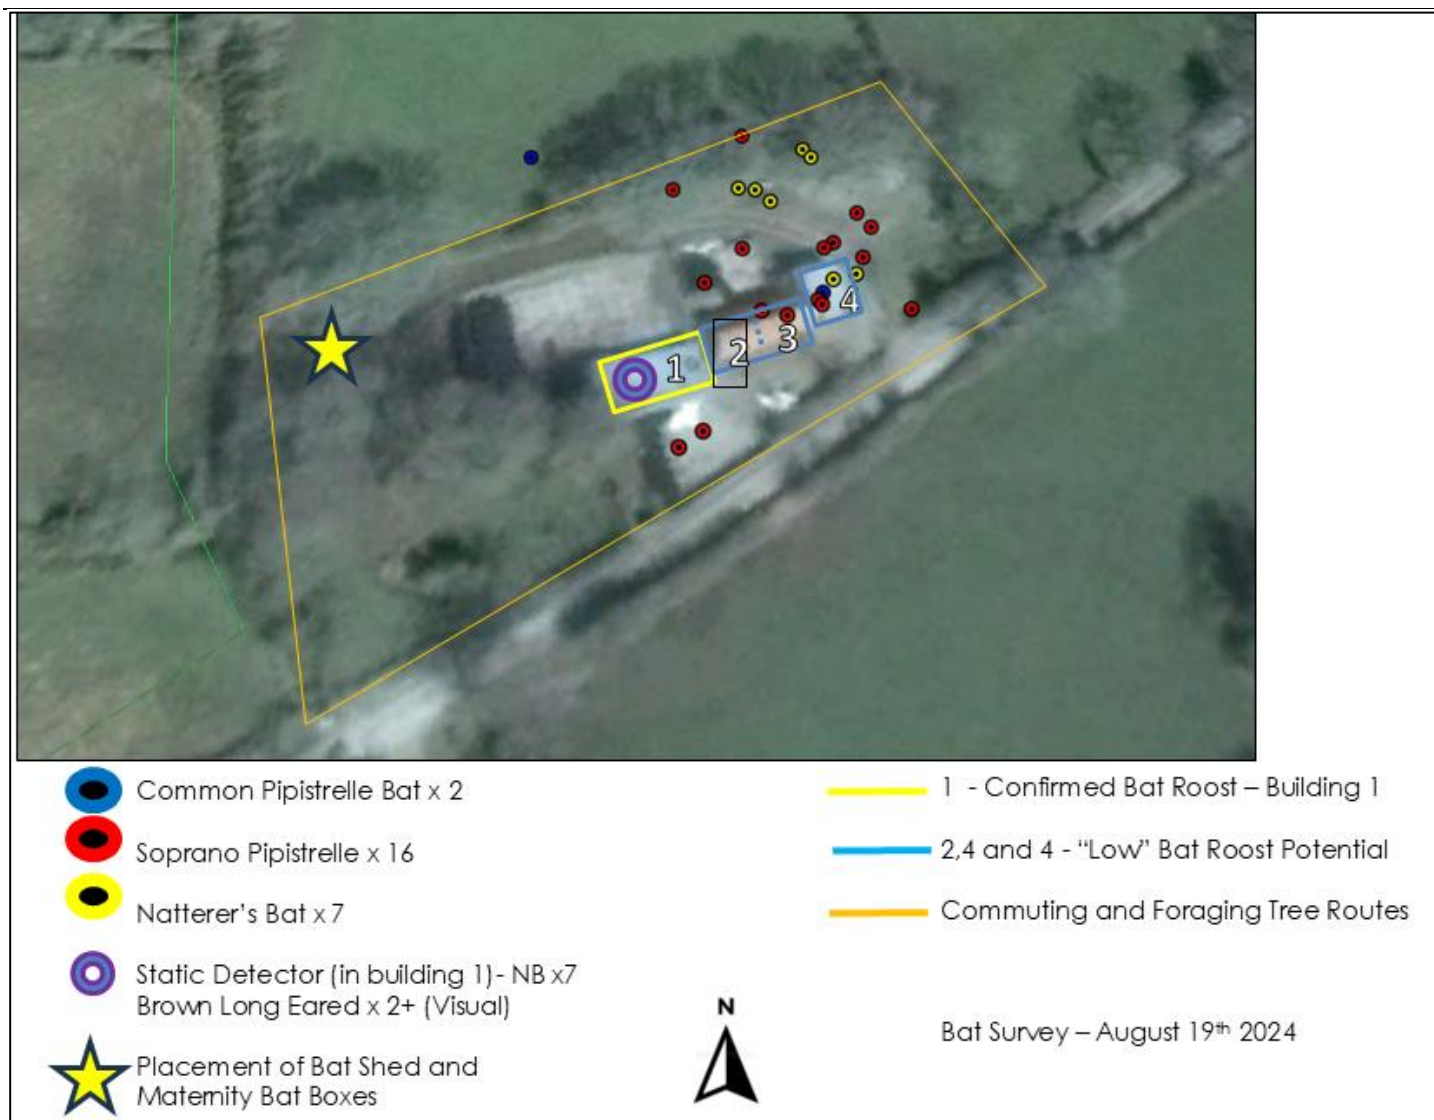 1
2
3
4
Common Pipistrelle Bat x 2
Soprano Pipistrelle x 16
Natterer's Bat x 7
Static Detector (in building 1)- NB x7
Brown Long Eared x 2+ (Visual)
Placement of Bat Shed and
Maternity Bat Boxes
N
1 - Confirmed Bat Roost – Building 1
2,4 and 4 - “Low” Bat Roost Potential
Commuting and Foraging Tree Routes
Bat Survey – August 19th 2024